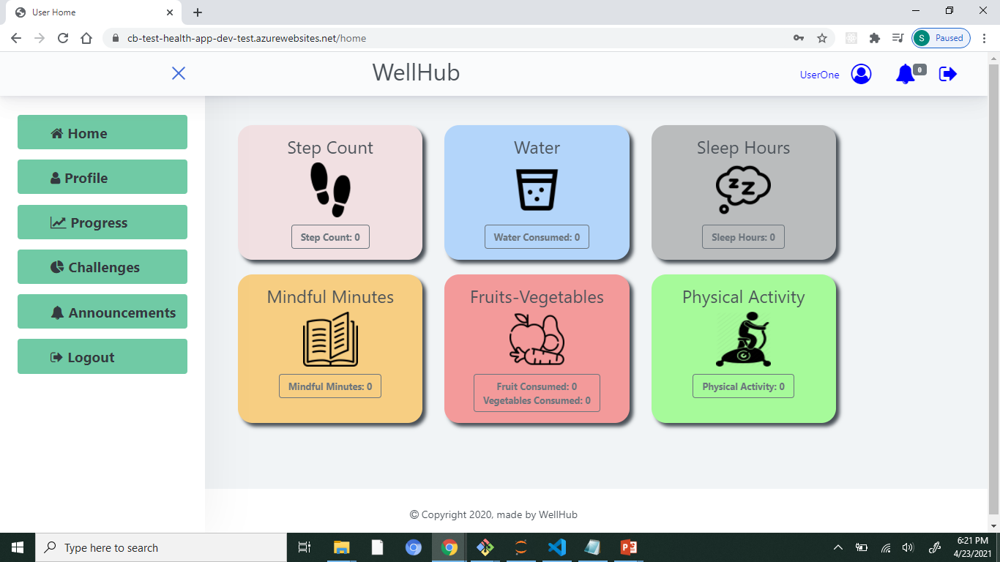 User Home
cb-test-health-app-dev-test.azurewebsites.net/home
S Paused
WellHub
UserOne
0
Home
Profile
Progress
Challenges
Announcements
Logout
Step Count
Step Count: 0
Water
Water Consumed: 0
Sleep Hours
zz
Sleep Hours: 0
Mindful Minutes
Mindful Minutes: 0
Fruits-Vegetables
Fruit Consumed: 0
Vegetables Consumed: 0
Physical Activity
Physical Activity: 0
© Copyright 2020, made by WellHub
Type here to search
6:21 PM
4/23/2021